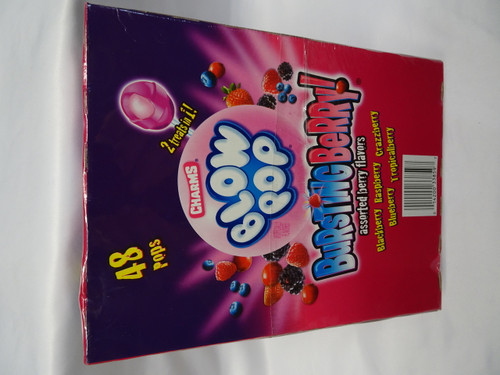 2 treats in 1!
CHARMS®
BLOW
POP®
BURSTING BERRY!®
assorted berry flavors
Blackberry Raspberry Crazzberry
Blueberry Tropicalberry
48
pops